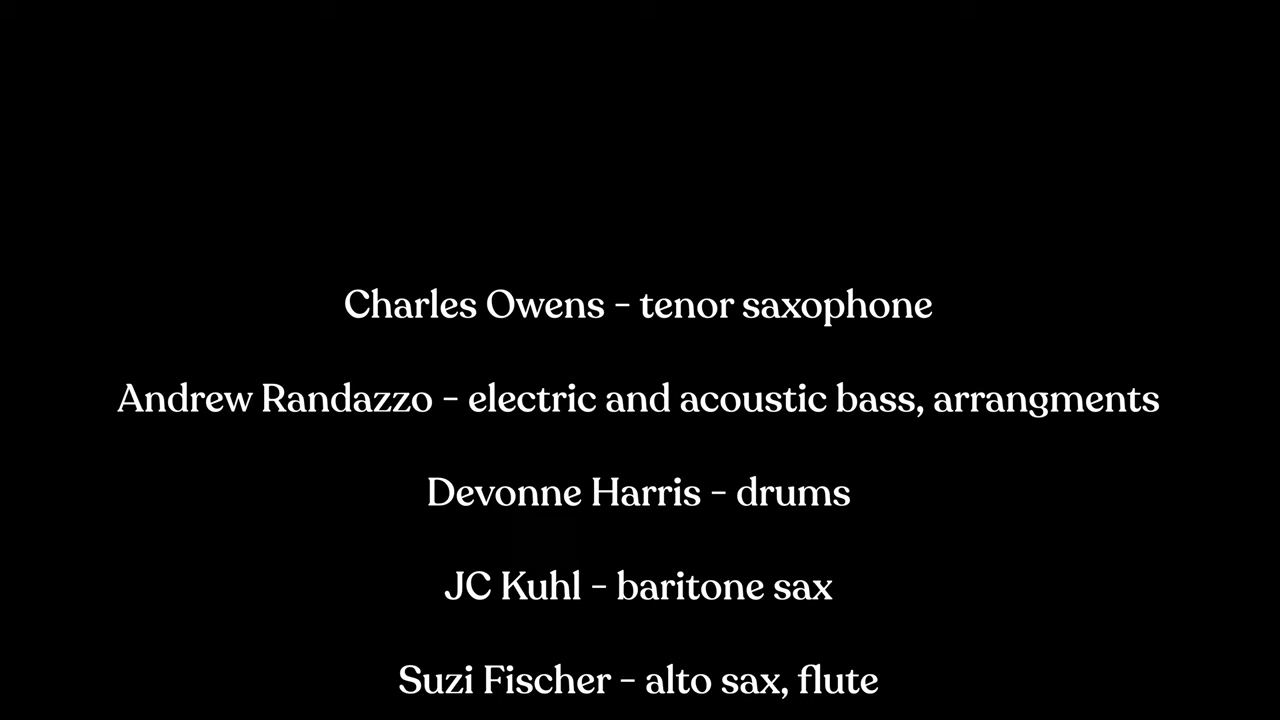 Charles Owens - tenor saxophone
Andrew Randazzo - electric and acoustic bass, arrangments
Devonne Harris - drums
JC Kuhl - baritone sax
Suzi Fischer - alto sax, flute